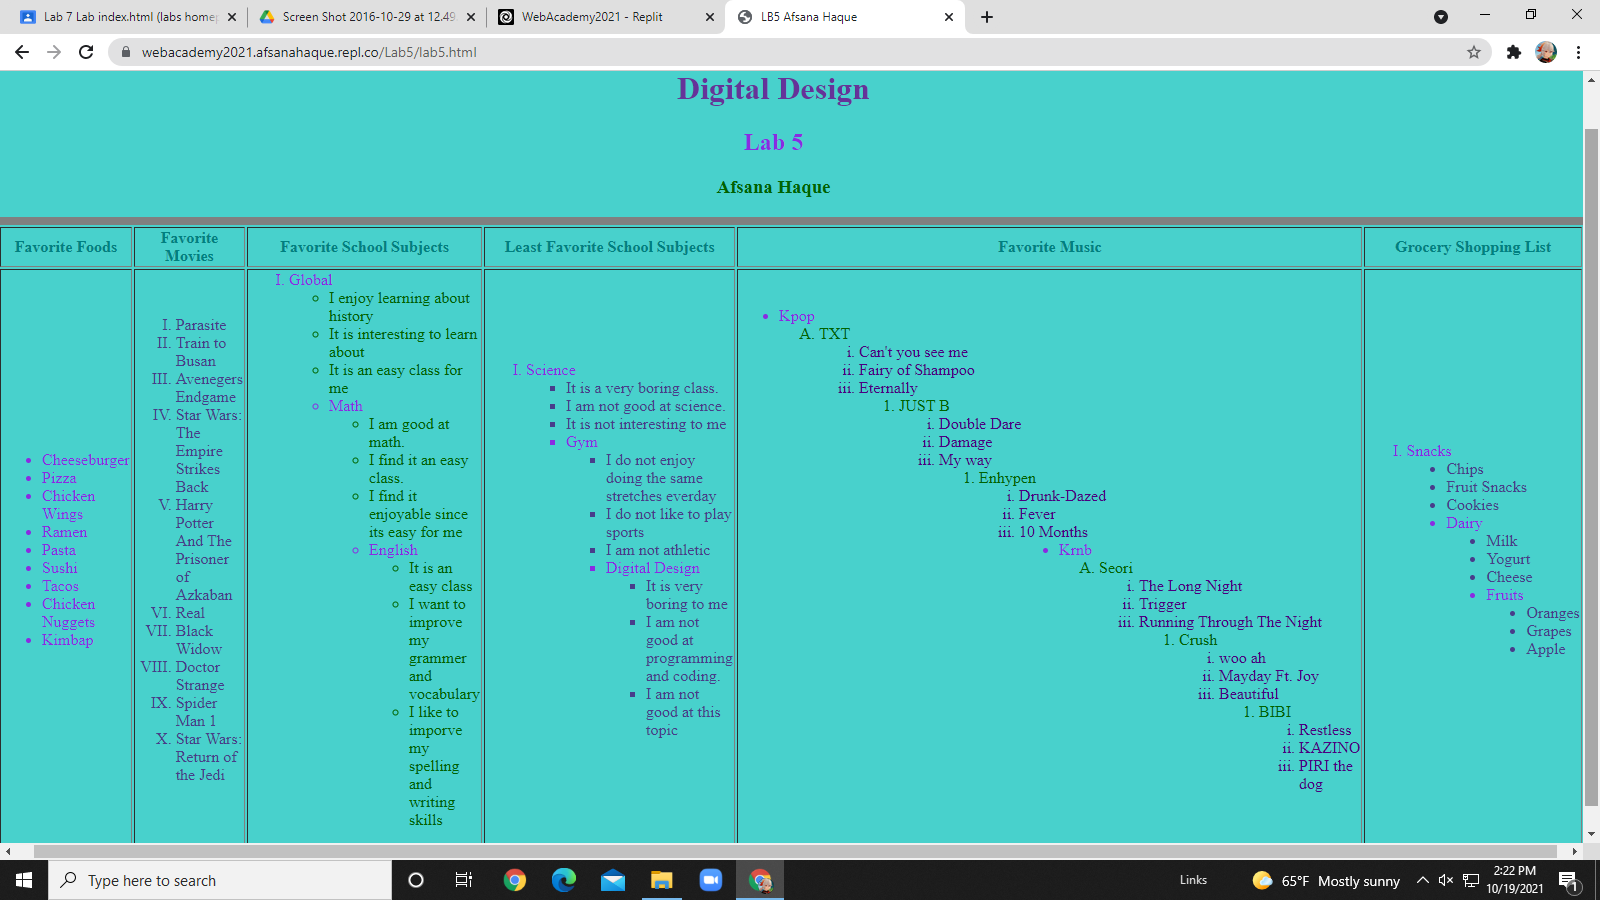 Lab 7 Lab index.html (labs homep
Screen Shot 2016-10-29 at 12.49.
WebAcademy2021 - Replit
LB5 Afsana Haque
webacademy2021.afsanahaque.repl.co/Lab5/lab5.html
Digital Design
Lab 5
Afsana Haque
Favorite Foods
Favorite
Movies
Favorite School Subjects
Least Favorite School Subjects
Favorite Music
Grocery Shopping List
Cheeseburger
Pizza
Chicken
Wings
Ramen
Pasta
Sushi
Tacos
Chicken
Nuggets
Kimbap
I. Parasite
II. Train to
Busan
III. Avenegers
Endgame
IV. Star Wars:
The
Empire
Strikes
Back
V. Harry
Potter
And The
Prisoner
of
Azkaban
VI. Real
VII. Black
Widow
VIII. Doctor
Strange
IX. Spider
Man 1
X. Star Wars:
Return of
the Jedi
I. Global
I enjoy learning about
history
It is interesting to learn
about
It is an easy class for
me
Math
I am good at
math.
I find it an easy
class.
I find it
enjoyable since
its easy for me
English
It is an
easy class
I want to
improve
my
grammer
and
vocabulary
I like to
imporve
my
spelling
and
writing
skills
I. Science
It is a very boring class.
I am not good at science.
It is not interesting to me
Gym
I do not enjoy
doing the same
stretches everday
I do not like to play
sports
I am not athletic
Digital Design
It is very
boring to me
I am not
good at
programming
and coding.
I am not
good at this
topic
Kpop
A. TXT
i. Can't you see me
ii. Fairy of Shampoo
iii. Eternally
1. JUST B
i. Double Dare
ii. Damage
iii. My way
1. Enhypen
i. Drunk-Dazed
ii. Fever
iii. 10 Months
Krnb
A. Seori
i. The Long Night
ii. Trigger
iii. Running Through The Night
1. Crush
i. woo ah
ii. Mayday Ft. Joy
iii. Beautiful
1. BIBI
i. Restless
ii. KAZINO
iii. PIRI the
dog
I. Snacks
Chips
Fruit Snacks
Cookies
Dairy
Milk
Yogurt
Cheese
Fruits
Oranges
Grapes
Apple
Type here to search
Links
65°F Mostly sunny
2:22 PM
10/19/2021
1